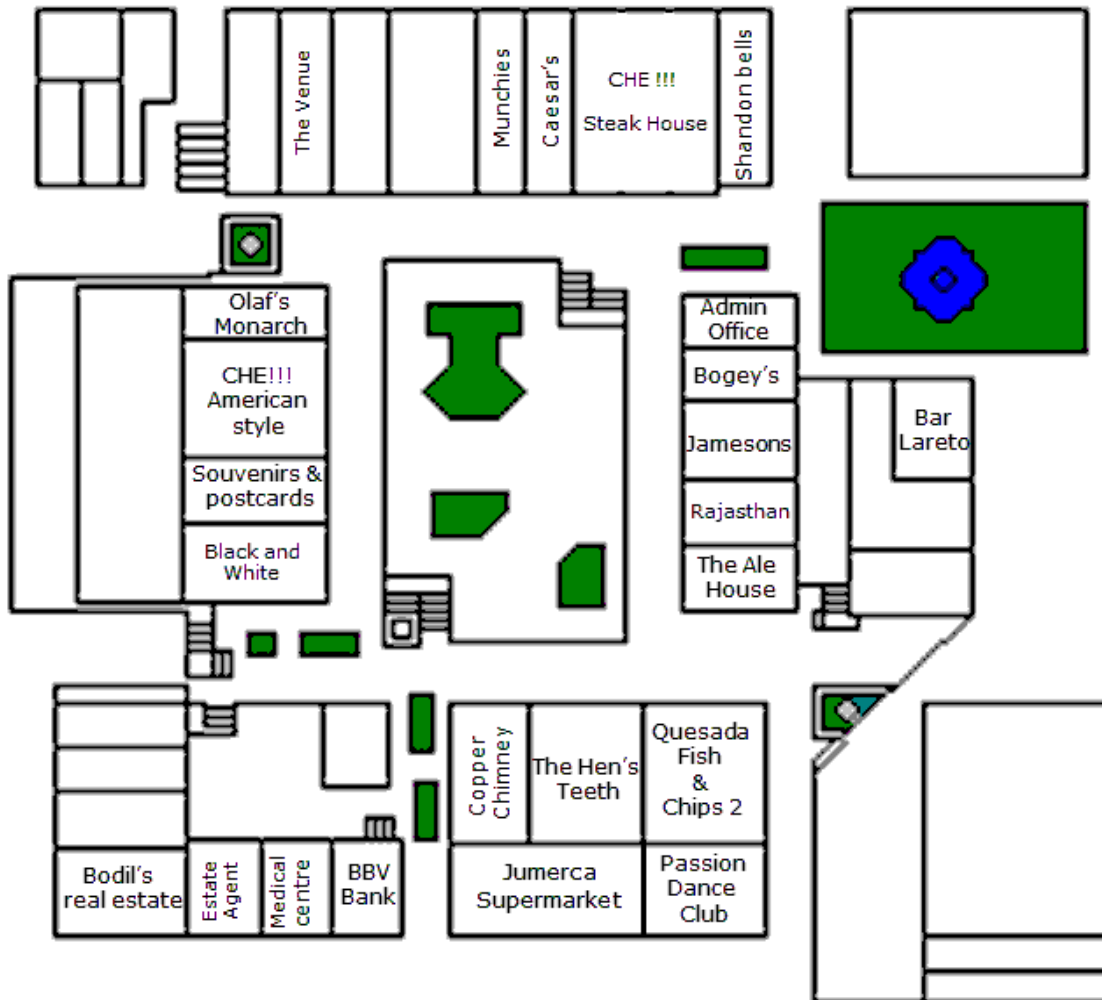 The Venue
Munchies
Caesar's
CHE !!!
Steak House
Shandon bells
Olaf's
Monarch
CHE!!!
American
style
Souvenirs &
postcards
Black and
White
Admin
Office
Bogey's
Jamesons
Rajasthan
The Ale
House
Bar
Lareto
Copper
Chimney
The Hen's
Teeth
Quesada
Fish
&
Chips 2
Bodil's
real estate
Estate
Agent
Medical
centre
BBV
Bank
Jumerca
Supermarket
Passion
Dance
Club